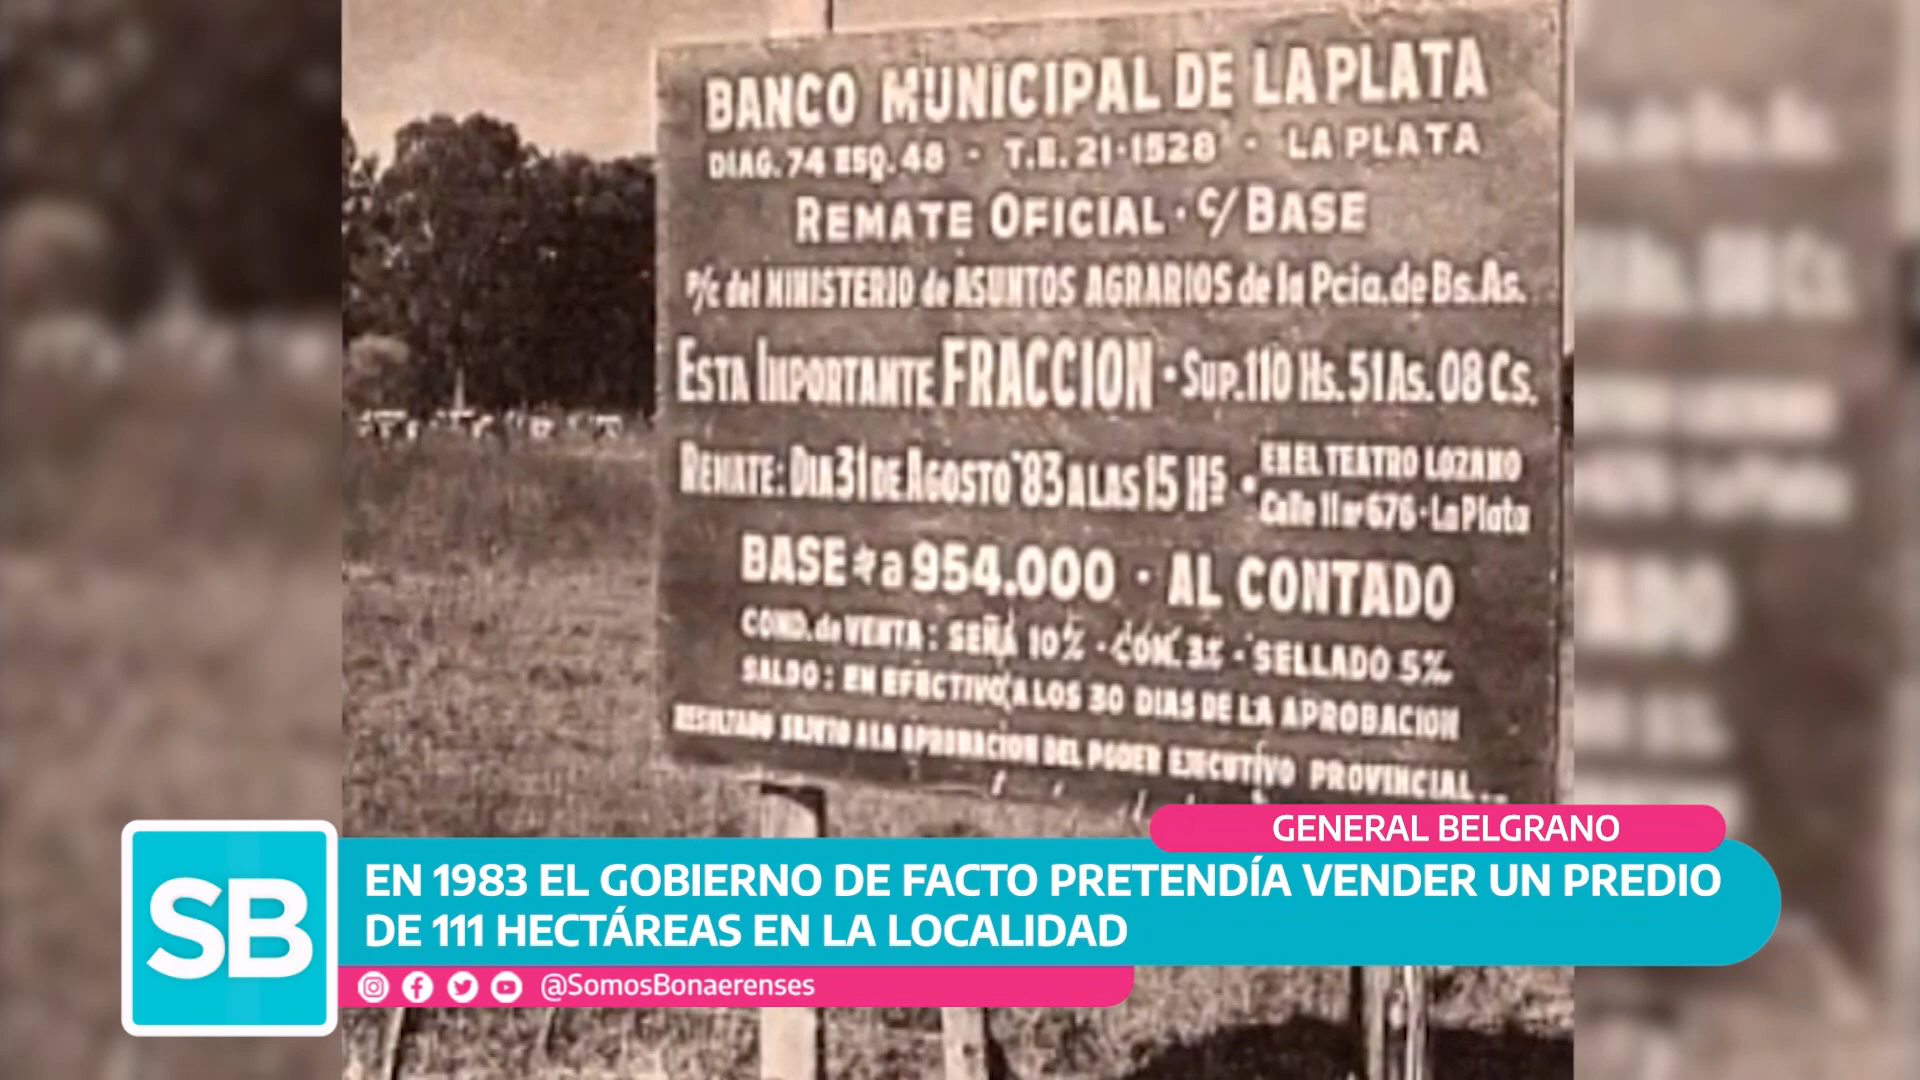 BANCO MUNICIPAL DE LA PLATA
DIAG. 74 ESQ. 48 · T.E. 21-1528 · LA PLATA
REMATE OFICIAL · C/ BASE
P/c del MINISTERIO de ASUNTOS AGRARIOS de la Pcia. de Bs. As.
ESTA IMPORTANTE FRACCION · SUP. 110 HS. 51 AS. 08 CS.
REMATE: DIA 31 DE AGOSTO '83 A LAS 15 HS · EN EL TEATRO LOZANO
Calle 11 nº 676 · La Plata
BASE $a 954.000 · AL CONTADO
COND. de VENTA: SEÑA 10% · COM. 3% · SELLADO 5%
SALDO: EN EFECTIVO A LOS 30 DIAS DE LA APROBACION
RESULTADO SUJETO A LA APROBACION DEL PODER EJECUTIVO PROVINCIAL
GENERAL BELGRANO
SB
EN 1983 EL GOBIERNO DE FACTO PRETENDÍA VENDER UN PREDIO
DE 111 HECTÁREAS EN LA LOCALIDAD
@SomosBonaerenses